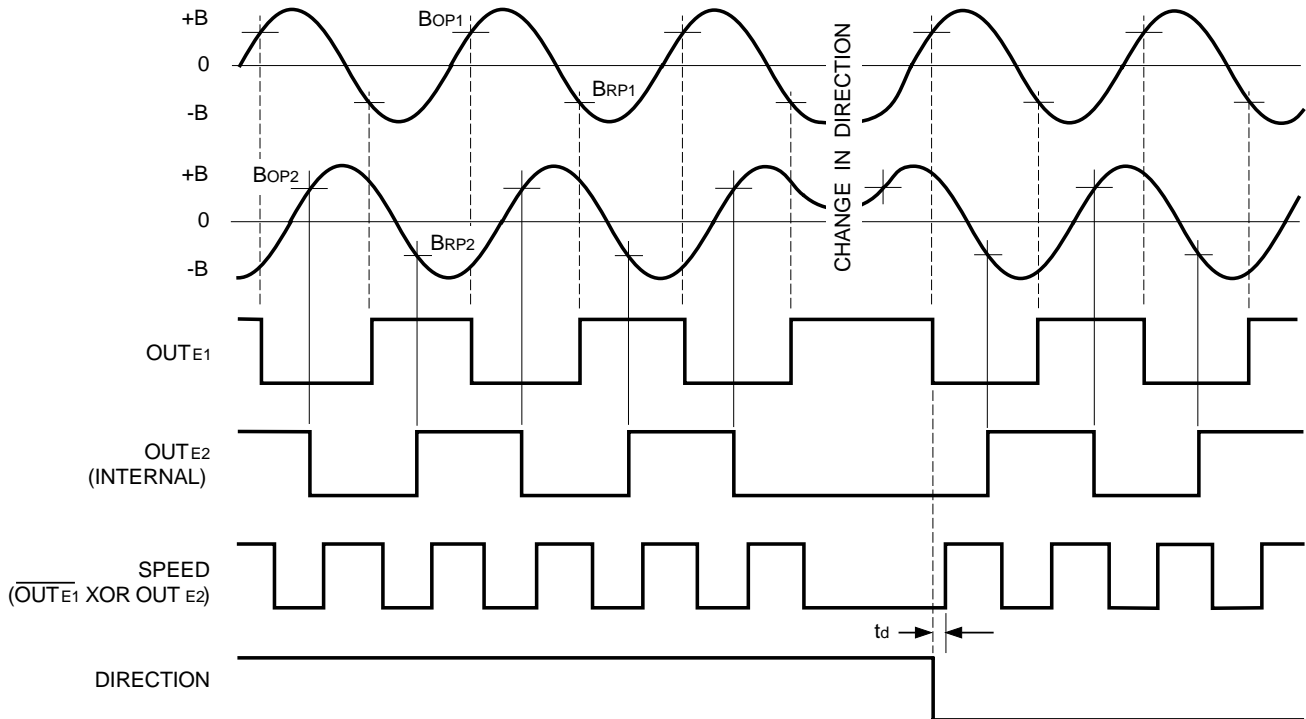 +B
BOP1
0
BRP1
-B
CHANGE IN DIRECTION
+B
BOP2
0
BRP2
-B
OUTE1
OUTE2
(INTERNAL)
SPEED
(OUTE1 XOR OUT E2)
td
DIRECTION